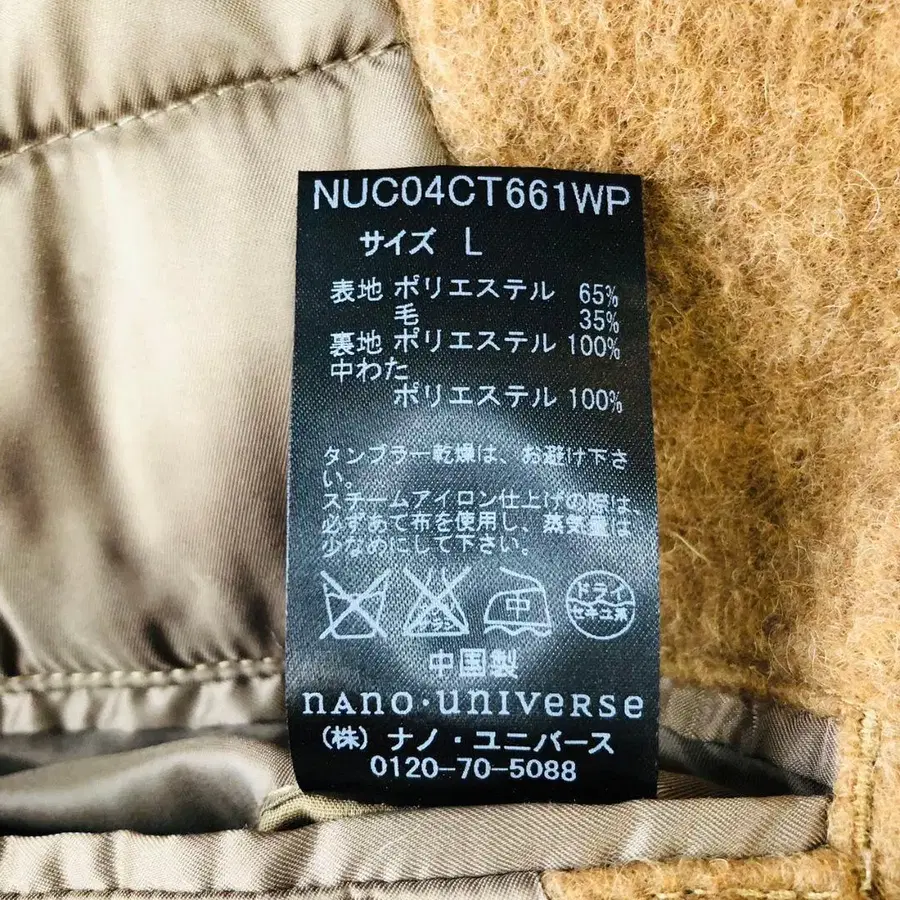 NUC04CT661WP
サイズ L
表地 ポリエステル 65%
毛 35%
裏地 ポリエステル 100%
中わた
ポリエステル 100%
タンブラー乾燥は、お避け下さ
い。
スチームアイロン仕上げの際は
必ずあて布を使用し、蒸気量は
少なめにして下さい。
中 ドライ
セキユ系
中国製
nano・universe
(株) ナノ・ユニバース
0120-70-5088